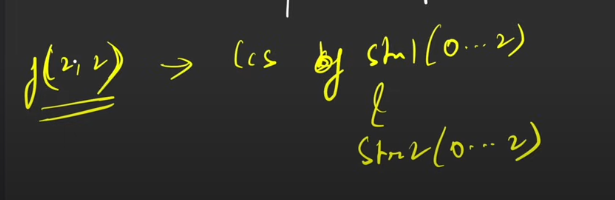 f(2, 2) → lcs of str1(0...2)
&
str2(0...2)